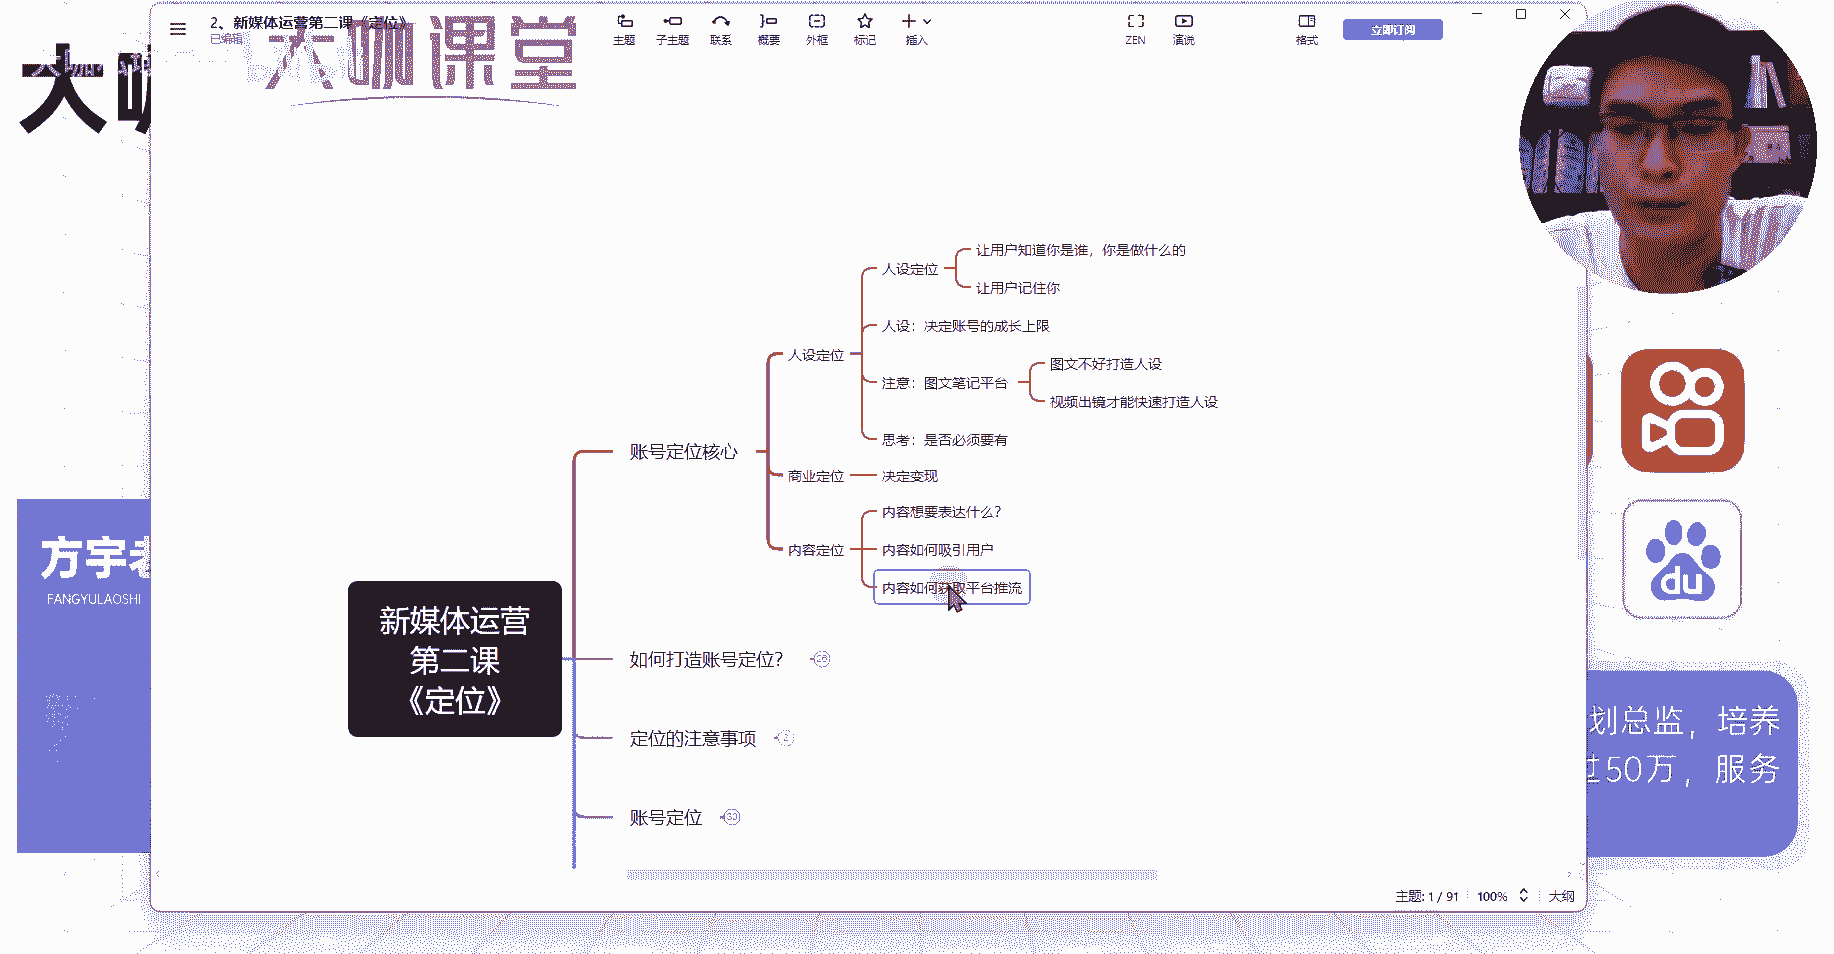 2、新媒体运营第二课《定位》
已编辑
大咖课堂
主题
子主题
联系
概要
外框
标记
插入
ZEN
演说
格式
立即订阅
让用户知道你是谁，你是做什么的
人设定位
让用户记住你
人设：决定账号的成长上限
人设定位
图文不好打造人设
注意：图文笔记平台
视频出镜才能快速打造人设
思考：是否必须要有
账号定位核心
商业定位
决定变现
内容想要表达什么？
内容定位
内容如何吸引用户
内容如何获取平台推流
新媒体运营
第二课
《定位》
如何打造账号定位？
26
定位的注意事项
2
账号定位
30
方宇老
FANGYULAOSHI
du
划总监，培养
过50万，服务
主题: 1 / 91
100%
大纲